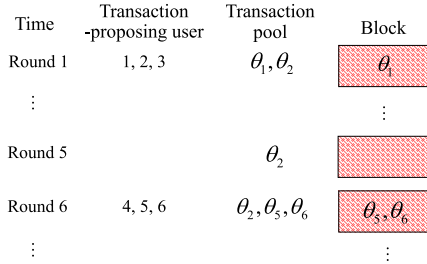 Time Transaction -proposing user Transaction pool Block
Round 1 1, 2, 3 θ₁, θ₂ θ₁
⋮ ⋮
Round 5 θ₂
Round 6 4, 5, 6 θ₂, θ₅, θ₆ θ₅, θ₆
⋮ ⋮